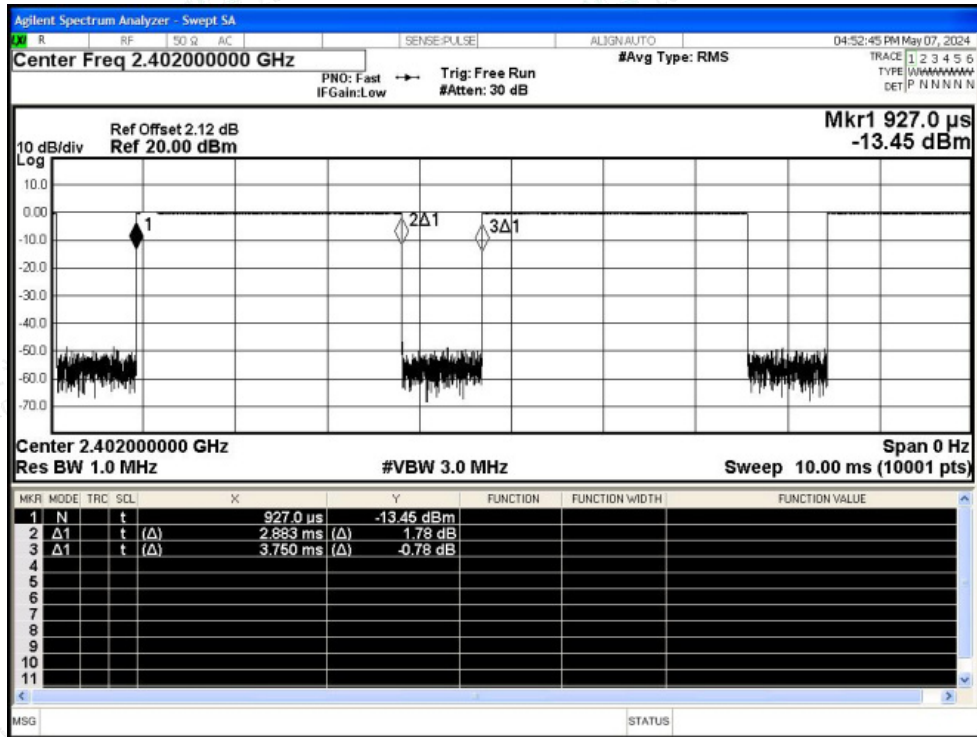 Agilent Spectrum Analyzer - Swept SA
R RF 50 Ω AC SENSE:PULSE ALIGN AUTO 04:52:45 PM May 07, 2024
Center Freq 2.402000000 GHz #Avg Type: RMS TRACE 1 2 3 4 5 6
PNO: Fast Trig: Free Run TYPE
IFGain:Low #Atten: 30 dB DET P N N N N N
Mkr1 927.0 µs
Ref Offset 2.12 dB -13.45 dBm
10 dB/div Ref 20.00 dBm
Log
10.0
0.00
1 2Δ1 3Δ1
-10.0
-20.0
-30.0
-40.0
-50.0
-60.0
-70.0
Center 2.402000000 GHz Span 0 Hz
Res BW 1.0 MHz #VBW 3.0 MHz Sweep 10.00 ms (10001 pts)
MKR MODE TRC SCL X Y FUNCTION FUNCTION WIDTH FUNCTION VALUE
1 N t 927.0 µs -13.45 dBm
2 Δ1 t (Δ) 2.883 ms (Δ) 1.78 dB
3 Δ1 t (Δ) 3.750 ms (Δ) -0.78 dB
4
5
6
7
8
9
10
11
MSG STATUS